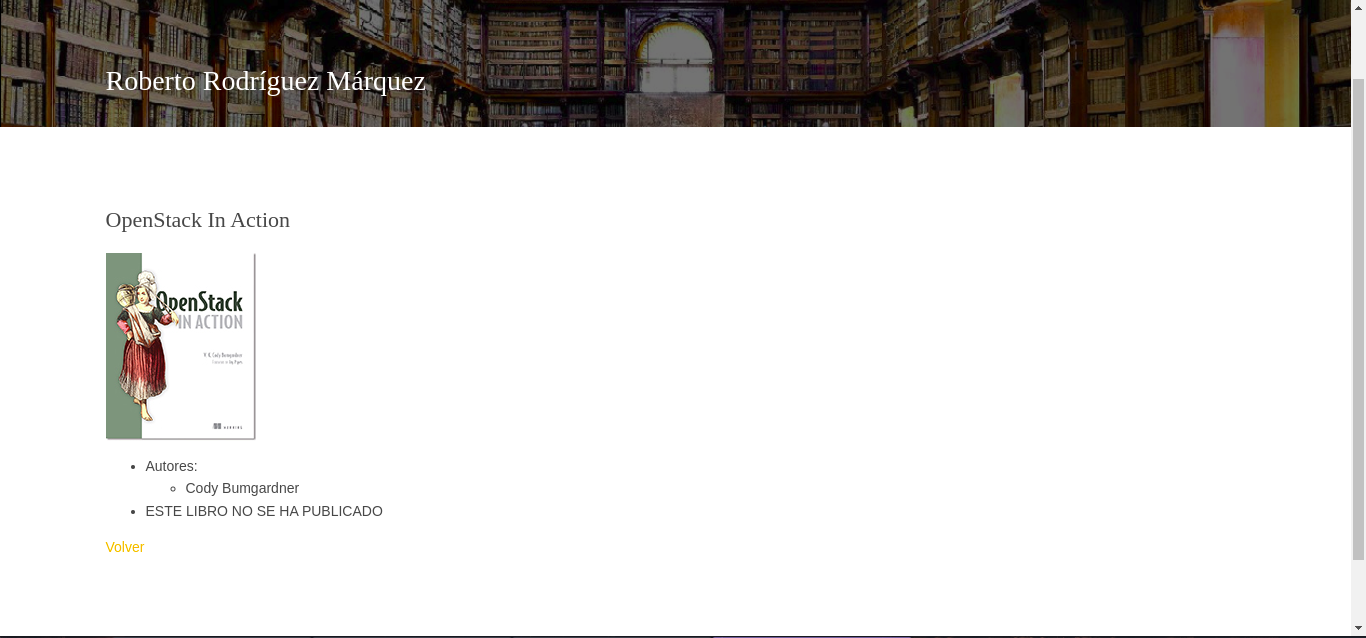 Roberto Rodríguez Márquez
OpenStack In Action
OpenStack
IN ACTION
Autores:
Cody Bumgardner
ESTE LIBRO NO SE HA PUBLICADO
Volver